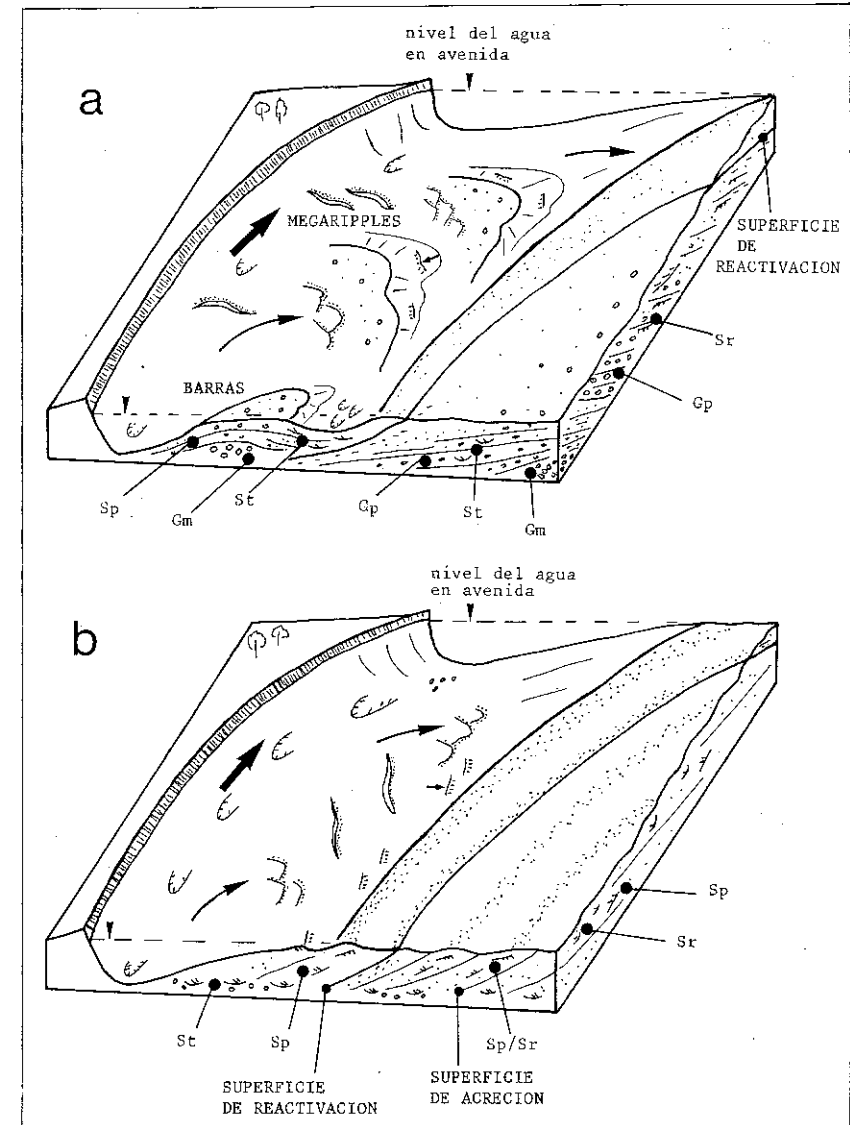 nivel del agua
en avenida
a
MEGARIPPLES
SUPERFICIE
DE
REACTIVACION
Sr
Gp
BARRAS
Sp
Gm
St
Gp
St
Gm
nivel del agua
en avenida
b
Sp
Sr
St
Sp
Sp/Sr
SUPERFICIE
DE REACTIVACION
SUPERFICIE
DE ACRECION